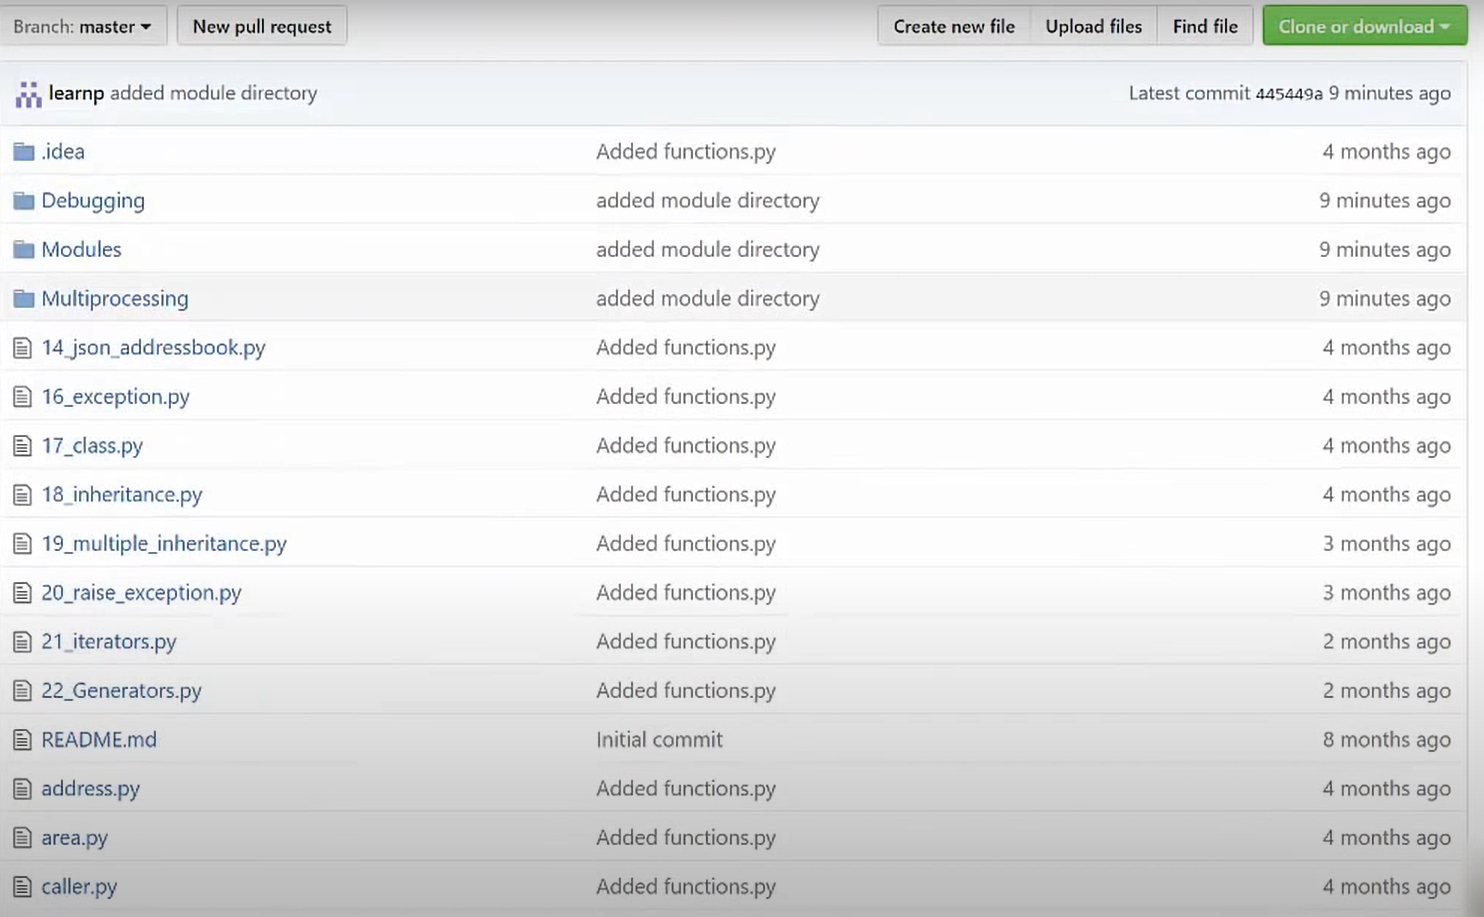 Branch: master New pull request Create new file Upload files Find file Clone or download
learnp added module directory Latest commit 445449a 9 minutes ago
.idea Added functions.py 4 months ago
Debugging added module directory 9 minutes ago
Modules added module directory 9 minutes ago
Multiprocessing added module directory 9 minutes ago
14_json_addressbook.py Added functions.py 4 months ago
16_exception.py Added functions.py 4 months ago
17_class.py Added functions.py 4 months ago
18_inheritance.py Added functions.py 4 months ago
19_multiple_inheritance.py Added functions.py 3 months ago
20_raise_exception.py Added functions.py 3 months ago
21_iterators.py Added functions.py 2 months ago
22_Generators.py Added functions.py 2 months ago
README.md Initial commit 8 months ago
address.py Added functions.py 4 months ago
area.py Added functions.py 4 months ago
caller.py Added functions.py 4 months ago